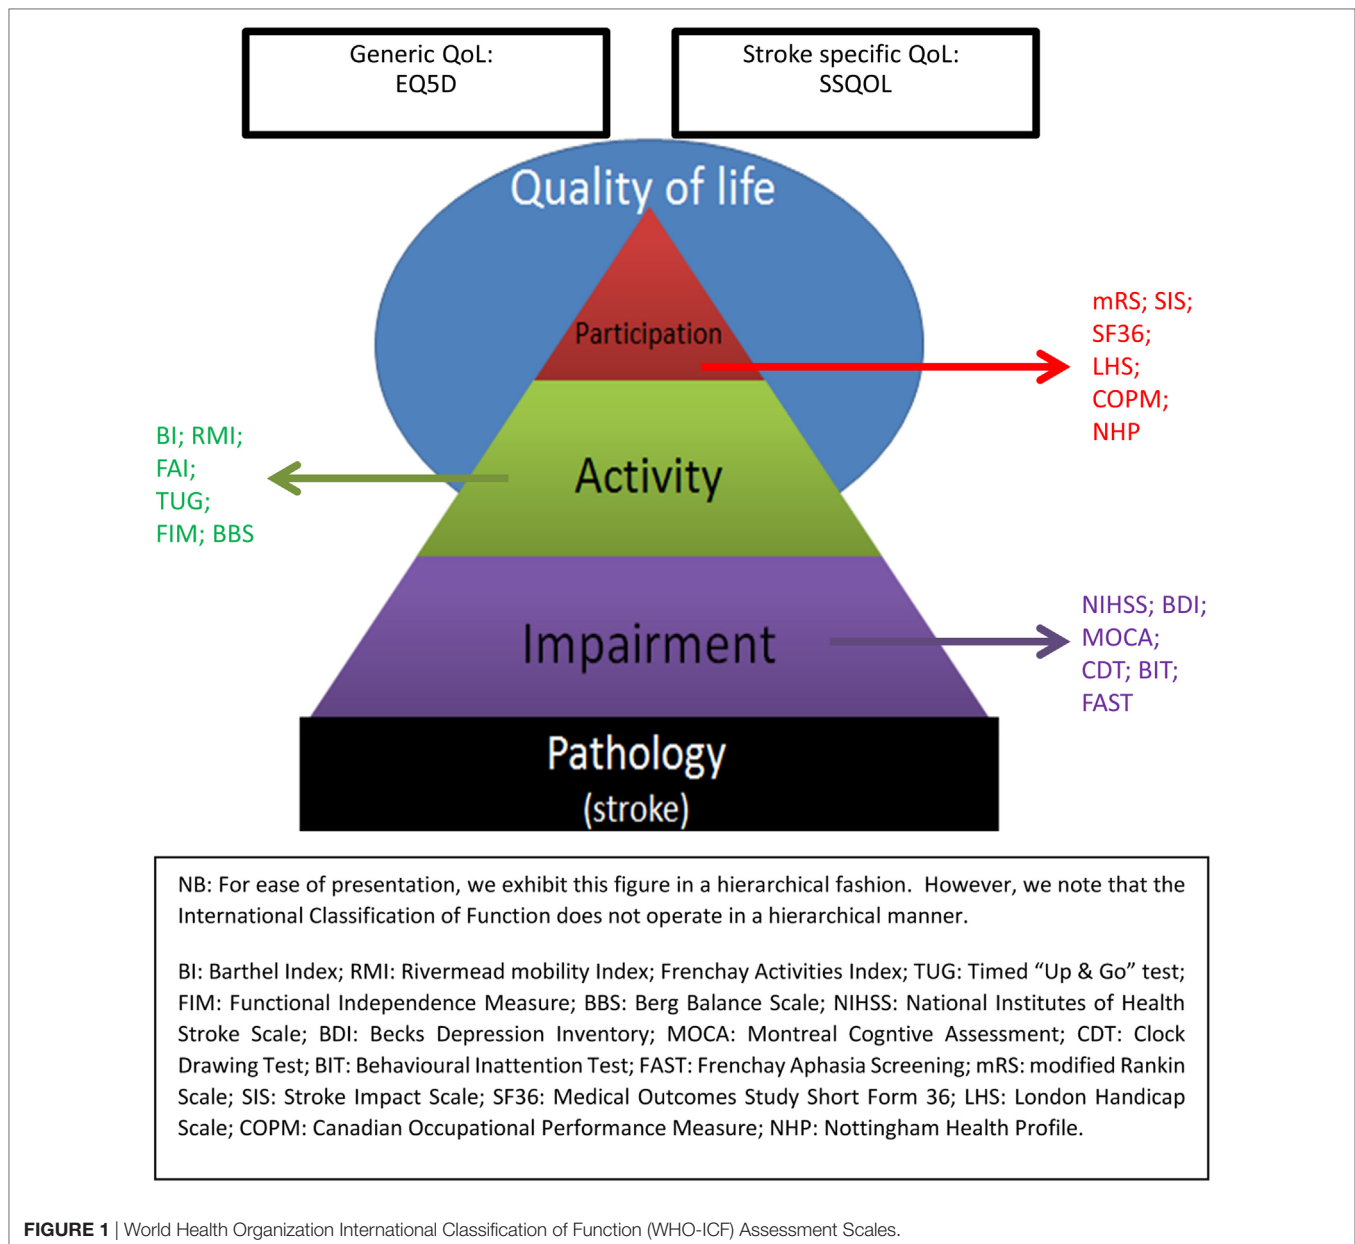 Generic QoL:
EQ5D
Stroke specific QoL:
SSQOL
Quality of life
Participation
mRS; SIS;
SF36;
LHS;
COPM;
NHP
BI; RMI;
FAI;
TUG;
FIM; BBS
Activity
Impairment
NIHSS; BDI;
MOCA;
CDT; BIT;
FAST
Pathology
(stroke)
NB: For ease of presentation, we exhibit this figure in a hierarchical fashion. However, we note that the
International Classification of Function does not operate in a hierarchical manner.
BI: Barthel Index; RMI: Rivermead mobility Index; Frenchay Activities Index; TUG: Timed “Up & Go” test;
FIM: Functional Independence Measure; BBS: Berg Balance Scale; NIHSS: National Institutes of Health
Stroke Scale; BDI: Becks Depression Inventory; MOCA: Montreal Cogntive Assessment; CDT: Clock
Drawing Test; BIT: Behavioural Inattention Test; FAST: Frenchay Aphasia Screening; mRS: modified Rankin
Scale; SIS: Stroke Impact Scale; SF36: Medical Outcomes Study Short Form 36; LHS: London Handicap
Scale; COPM: Canadian Occupational Performance Measure; NHP: Nottingham Health Profile.
FIGURE 1 | World Health Organization International Classification of Function (WHO-ICF) Assessment Scales.